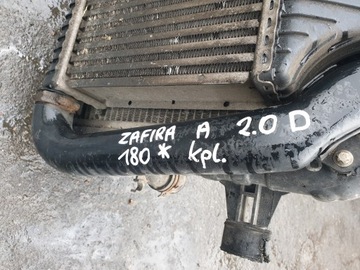 ZAFIRA A 2.0 D
180* kpl.